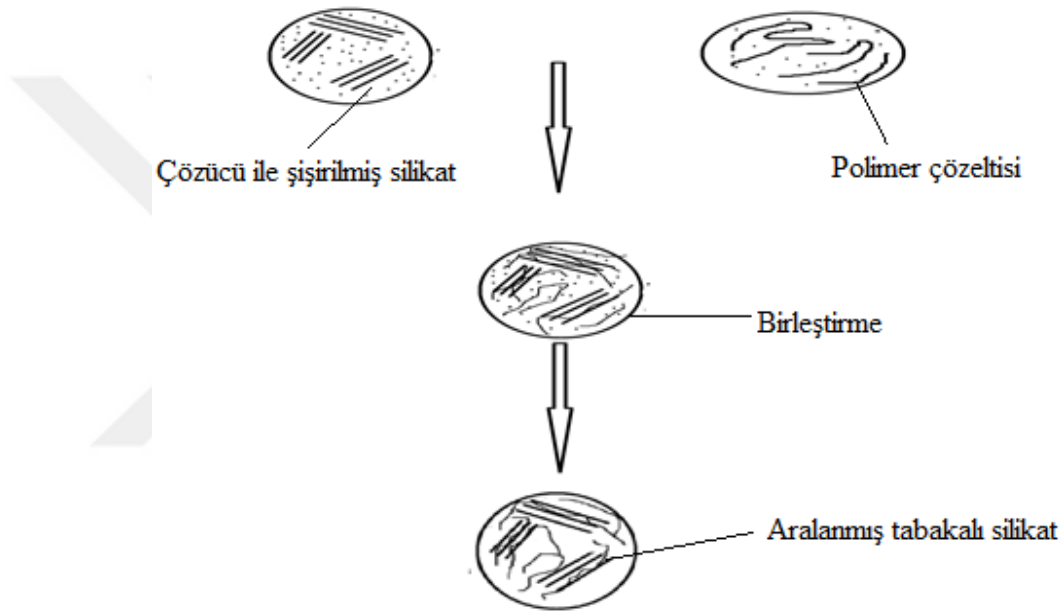 Çözücü ile şişirilmiş silikat
Polimer çözeltisi
Birleştirme
Aralanmış tabakalı silikat